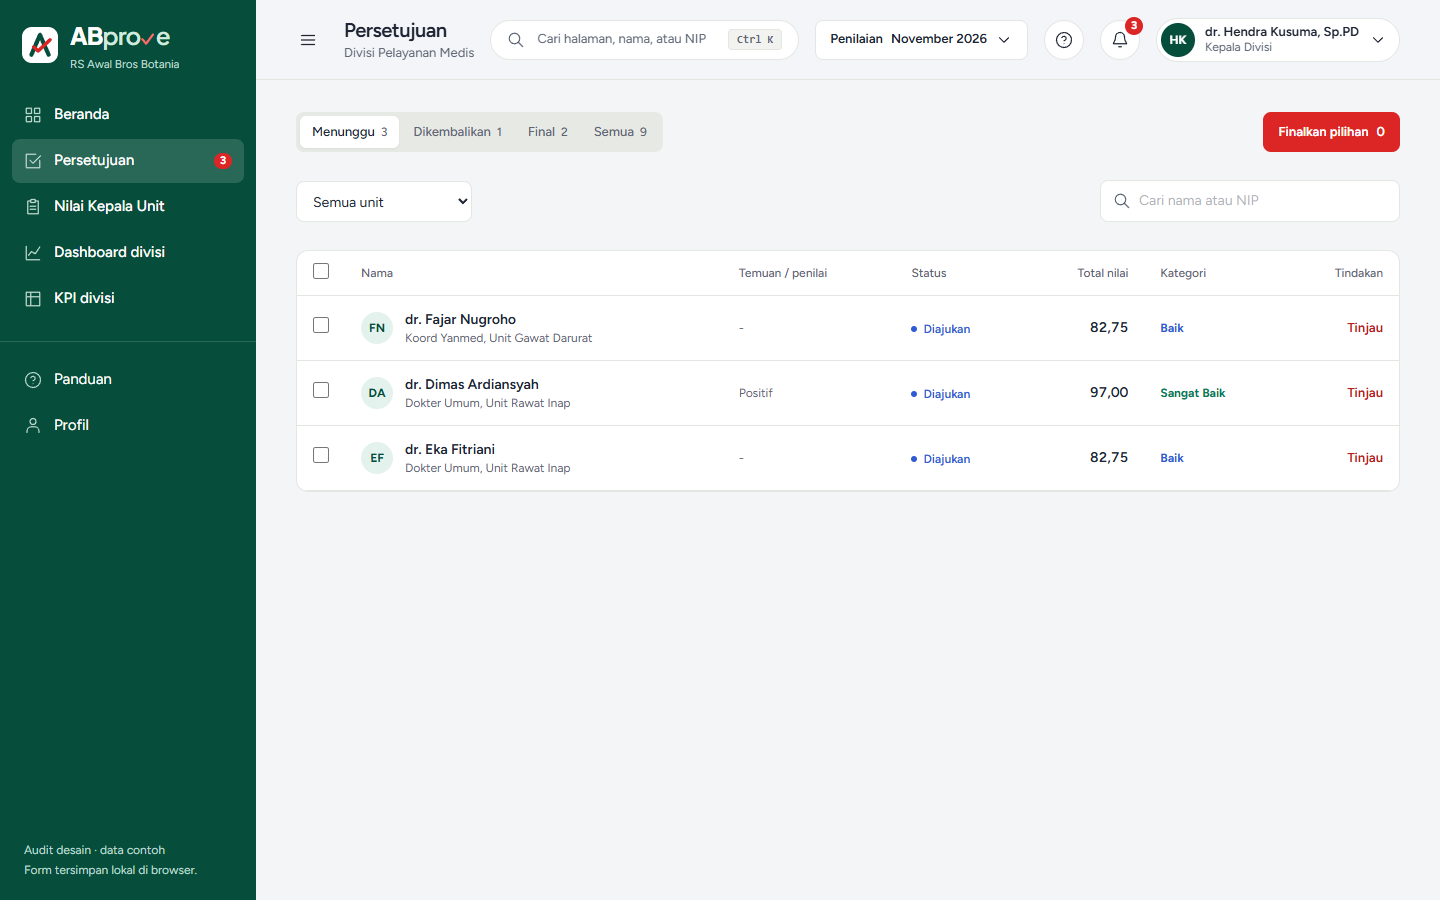 ABprove
RS Awal Bros Botania
Beranda
Persetujuan 3
Nilai Kepala Unit
Dashboard divisi
KPI divisi
Panduan
Profil
Audit desain · data contoh
Form tersimpan lokal di browser.
Persetujuan
Divisi Pelayanan Medis
Cari halaman, nama, atau NIP Ctrl K
Penilaian November 2026
3
HK
dr. Hendra Kusuma, Sp.PD
Kepala Divisi
Menunggu 3 Dikembalikan 1 Final 2 Semua 9
Finalkan pilihan 0
Semua unit
Cari nama atau NIP
Nama Temuan / penilai Status Total nilai Kategori Tindakan
FN dr. Fajar Nugroho - Diajukan 82,75 Baik Tinjau
Koord Yanmed, Unit Gawat Darurat
DA dr. Dimas Ardiansyah Positif Diajukan 97,00 Sangat Baik Tinjau
Dokter Umum, Unit Rawat Inap
EF dr. Eka Fitriani - Diajukan 82,75 Baik Tinjau
Dokter Umum, Unit Rawat Inap